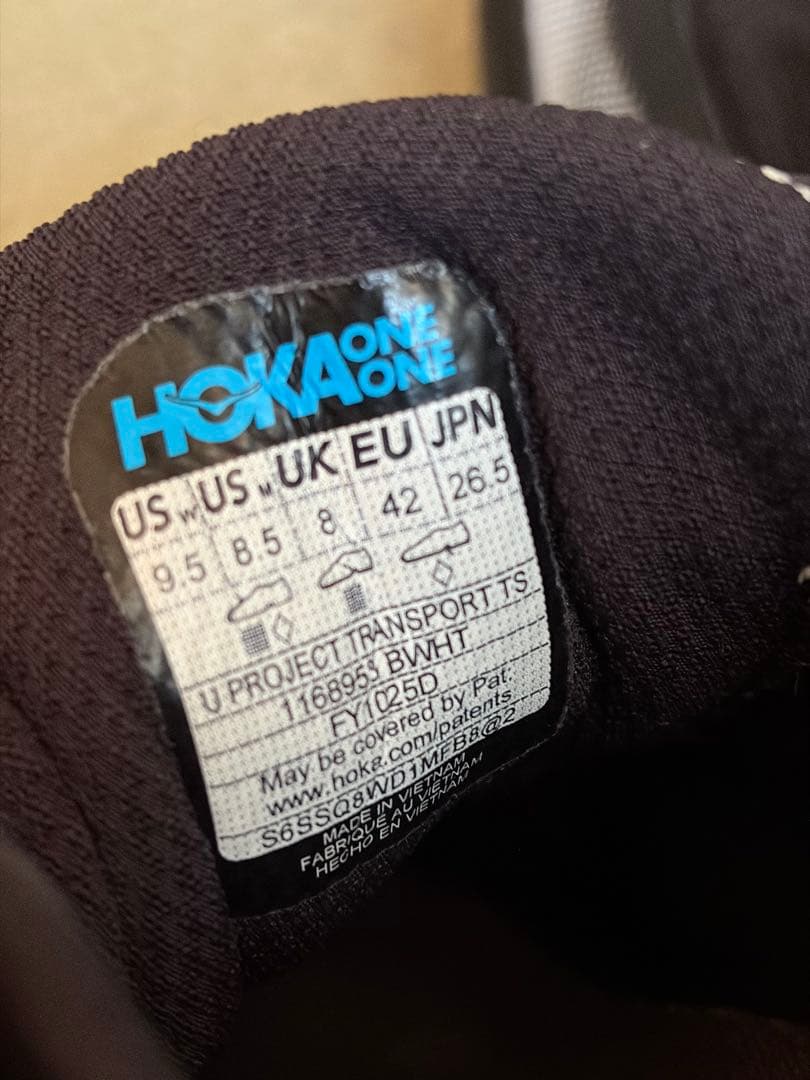 HOKA ONE ONE
US W US M UK EU JPN
9.5 8.5 8 42 26.5
U PROJECT TRANSPORT TS
1168953 BWHT
FY1025D
May be covered by Pat:
www.hoka.com/patents
S6SSQ8WD1MFB8@2
MADE IN VIETNAM
FABRIQUE AU VIETNAM
HECHO EN VIETNAM